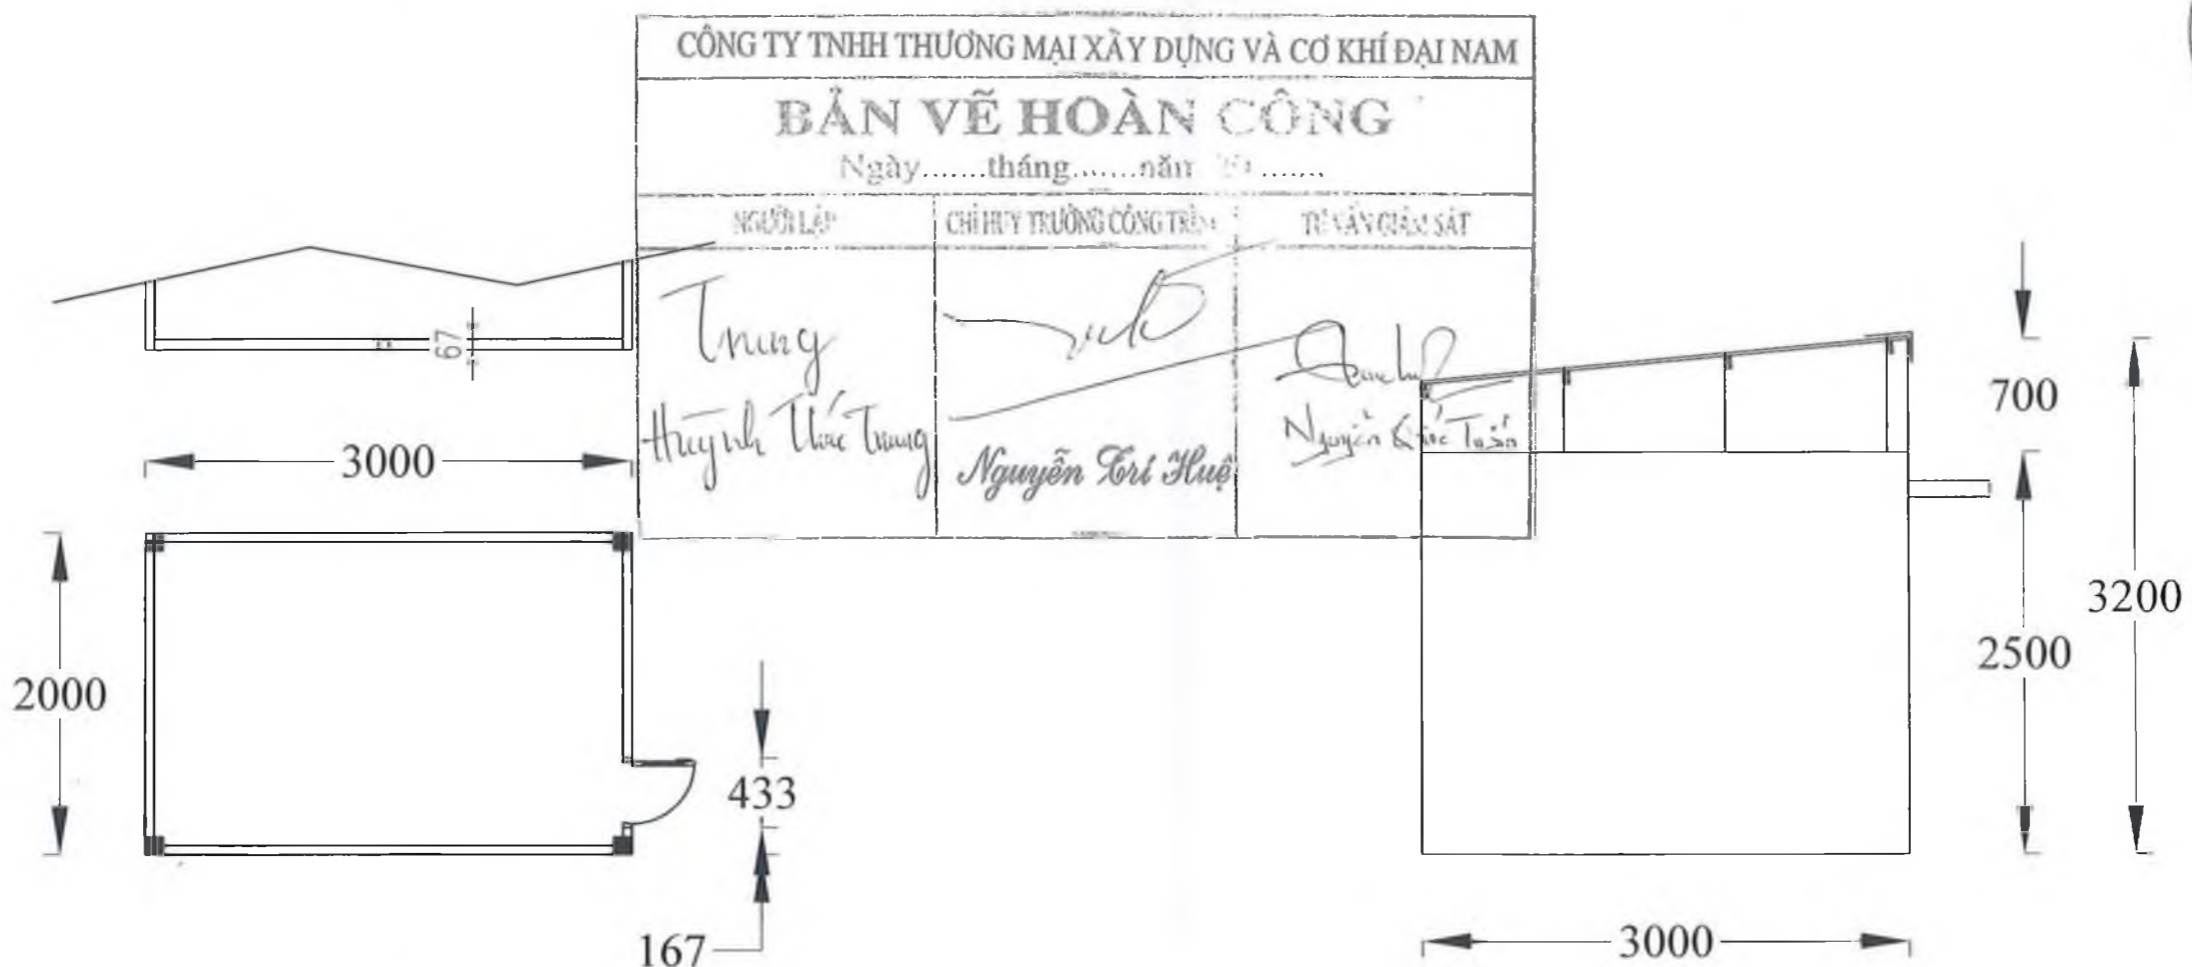 CÔNG TY TNHH THƯƠNG MẠI XÂY DỰNG VÀ CƠ KHÍ ĐẠI NAM
BẢN VẼ HOÀN CÔNG
Ngày.......tháng.......năm 20.......
NGƯỜI LẬP
CHỈ HUY TRƯỞNG CÔNG TRÌNH
TƯ VẤN GIÁM SÁT
Trung
Huỳnh Thúc Trung
Nguyễn Trí Huệ
Nguyễn Quốc Tuấn
67
3000
2000
433
167
700
2500
3200
3000